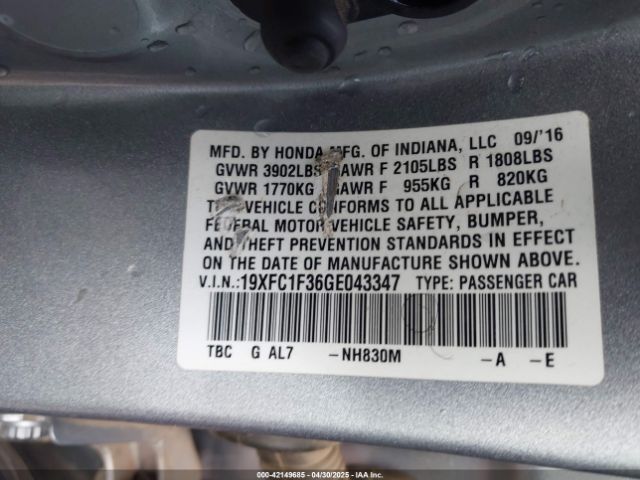 MFD. BY HONDA MFG. OF INDIANA, LLC 09/'16
GVWR 3902LBS GAWR F 2105LBS R 1808LBS
GVWR 1770KG GAWR F 955KG R 820KG
THIS VEHICLE CONFORMS TO ALL APPLICABLE
FEDERAL MOTOR VEHICLE SAFETY, BUMPER,
AND THEFT PREVENTION STANDARDS IN EFFECT
ON THE DATE OF MANUFACTURE SHOWN ABOVE.
V.I.N.:19XFC1F36GE043347 TYPE: PASSENGER CAR
TBC G AL7 -NH830M -A -E
000-42149685 - 04/30/2025 - IAA Inc.